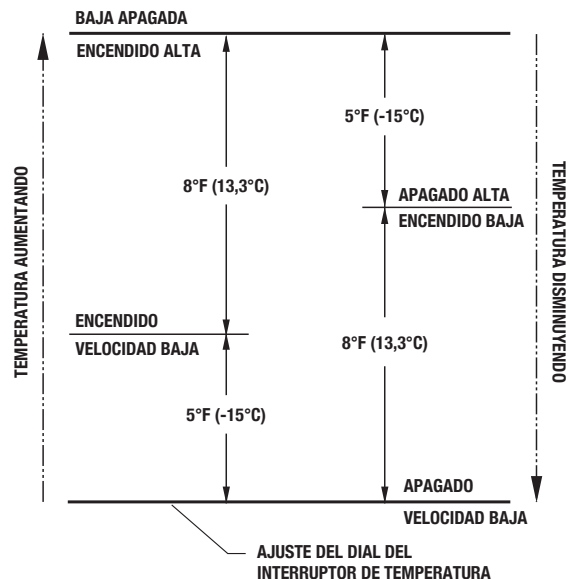 BAJA APAGADA
ENCENDIDO ALTA
5°F (-15°C)
8°F (13,3°C)
APAGADO ALTA
ENCENDIDO BAJA
TEMPERATURA AUMENTANDO
TEMPERATURA DISMINUYENDO
ENCENDIDO
VELOCIDAD BAJA
8°F (13,3°C)
5°F (-15°C)
APAGADO
VELOCIDAD BAJA
AJUSTE DEL DIAL DEL
INTERRUPTOR DE TEMPERATURA